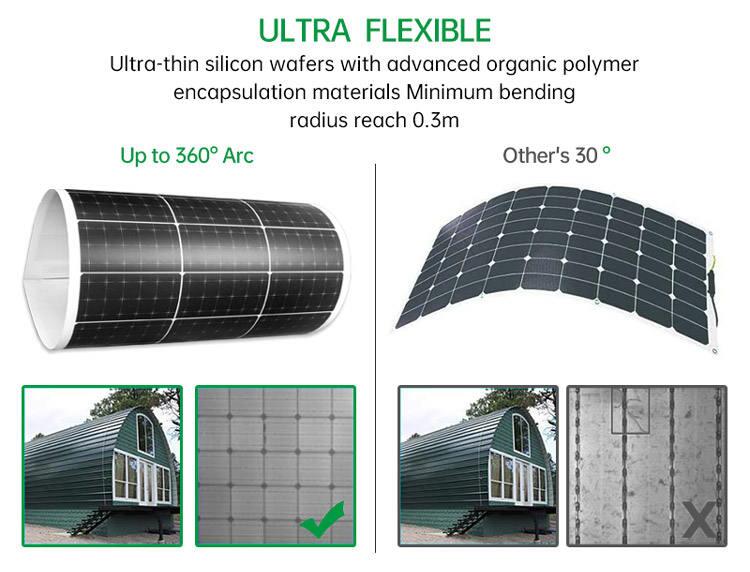 ULTRA FLEXIBLE
Ultra-thin silicon wafers with advanced organic polymer
encapsulation materials Minimum bending
radius reach 0.3m
Up to 360° Arc
Other's 30 °
X